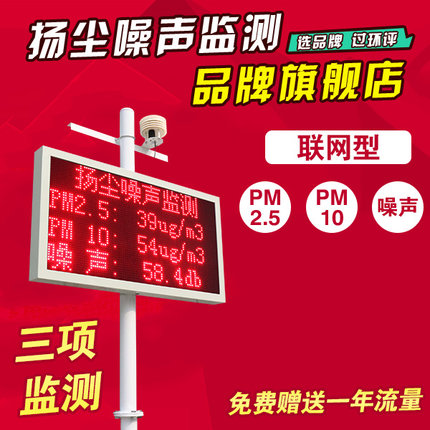 扬尘噪声监测
选品牌 过环评
品牌旗舰店
联网型
PM 2.5
PM 10
噪声
扬尘噪声监测
PM2.5: 39ug/m3
PM 10: 54ug/m3
噪 声: 58.4db
三项
监测
免费赠送一年流量